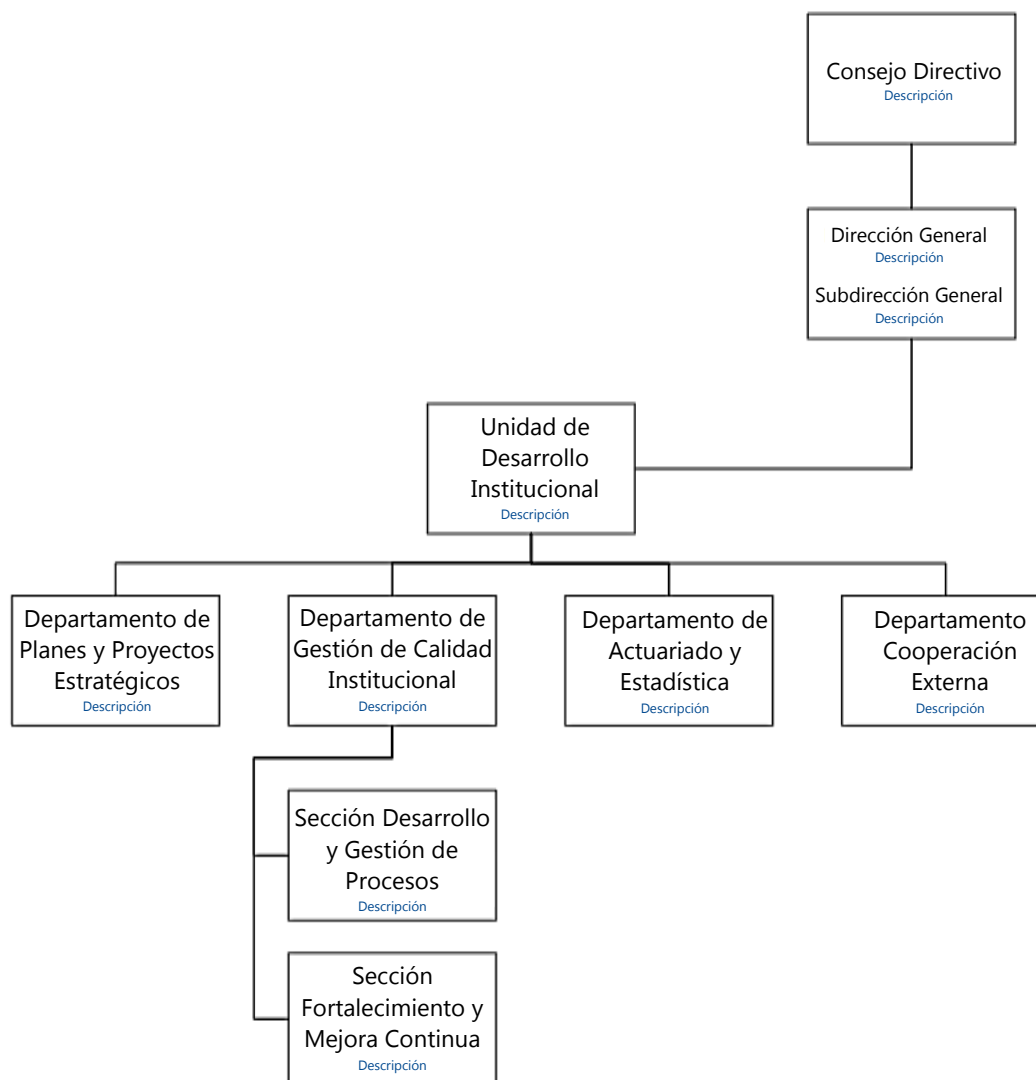 Consejo Directivo
Descripción
Dirección General
Descripción
Subdirección General
Descripción
Unidad de
Desarrollo
Institucional
Descripción
Departamento de
Planes y Proyectos
Estratégicos
Descripción
Departamento de
Gestión de Calidad
Institucional
Descripción
Departamento de
Actuariado y
Estadística
Descripción
Departamento
Cooperación
Externa
Descripción
Sección Desarrollo
y Gestión de
Procesos
Descripción
Sección
Fortalecimiento y
Mejora Continua
Descripción